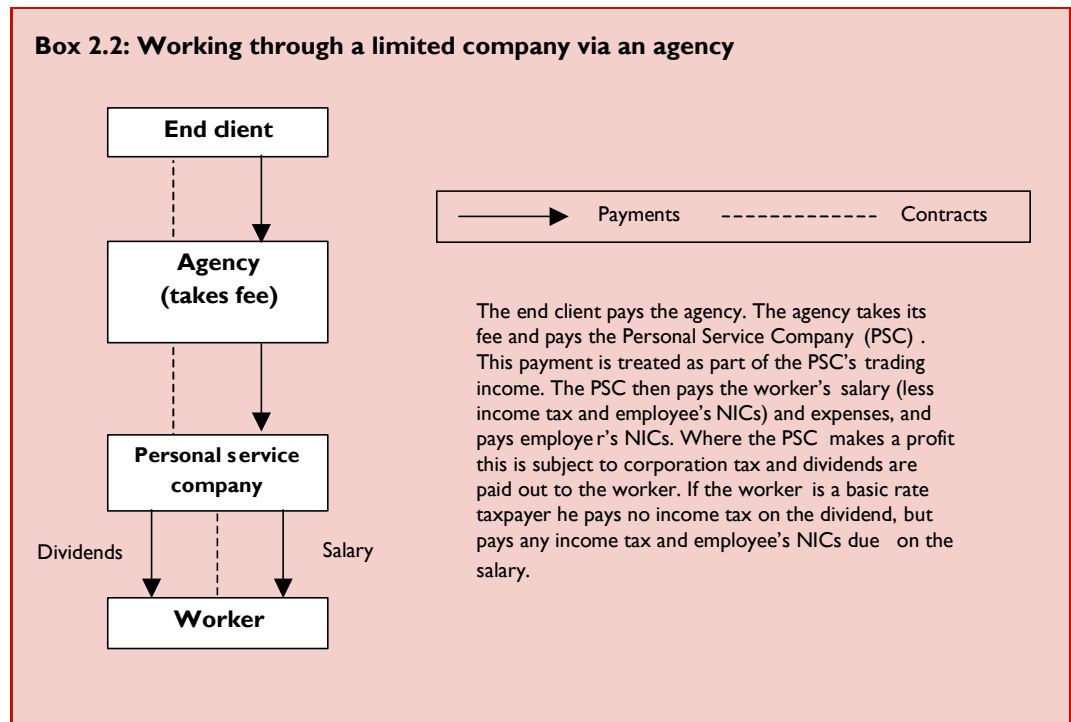 Box 2.2: Working through a limited company via an agency
End client
Agency
(takes fee)
Personal service
company
Dividends
Salary
Worker
Payments
Contracts
The end client pays the agency. The agency takes its
fee and pays the Personal Service Company (PSC) .
This payment is treated as part of the PSC's trading
income. The PSC then pays the worker's salary (less
income tax and employee's NICs) and expenses, and
pays employer's NICs. Where the PSC makes a profit
this is subject to corporation tax and dividends are
paid out to the worker. If the worker is a basic rate
taxpayer he pays no income tax on the dividend, but
pays any income tax and employee's NICs due on the
salary.